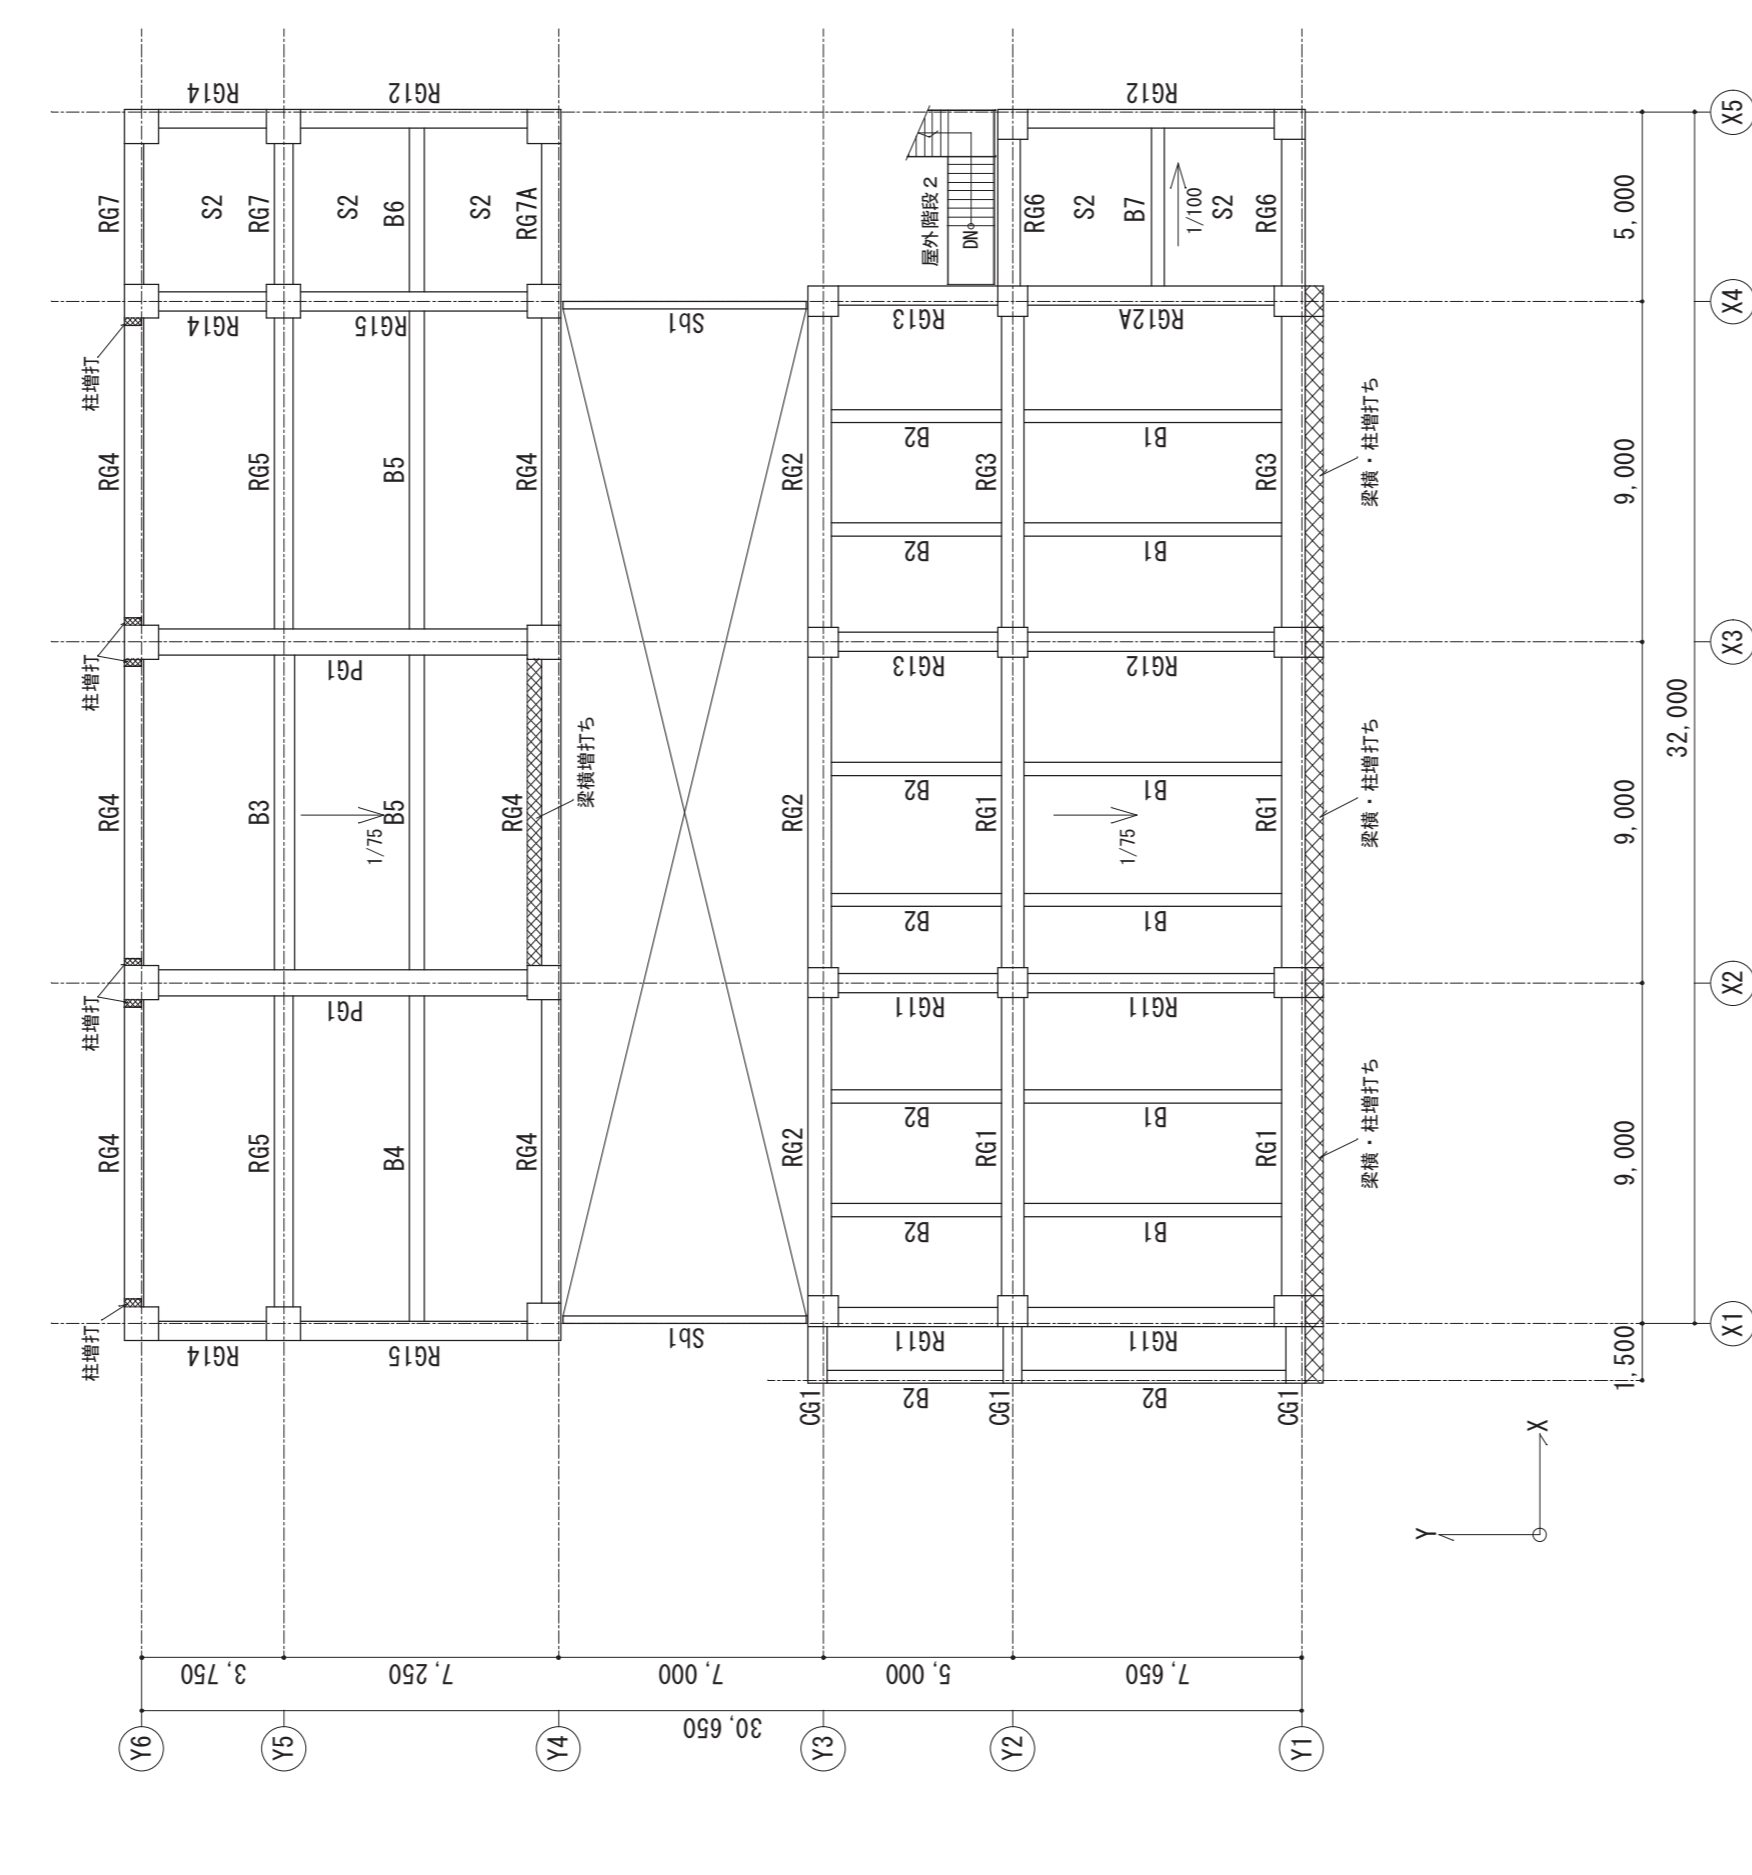 RG14
RG12
RG12
X5
RG7
S2
RG7
S2
B6
S2
RG7A
屋外階段2
DN
RG6
S2
B7
1/100
S2
RG6
5,000
X4
RG14
RG15
Sb1
RG13
RG12A
柱増打
B2
B1
RG4
RG5
B5
RG4
RG2
RG3
RG3
梁横・柱増打ち
9,000
B2
B1
X3
柱増打
PG1
RG13
RG12
32,000
梁横増打ち
B2
B1
RG4
B3
1/75
B5
RG4
RG2
RG1
1/75
RG1
梁横・柱増打ち
9,000
B2
B1
X2
柱増打
PG1
RG11
RG11
B2
B1
RG4
RG5
B4
RG4
RG2
RG1
RG1
梁横・柱増打ち
9,000
B2
B1
X1
柱増打
RG14
RG15
Sb1
RG11
RG11
1,500
CG1
B2
CG1
B2
CG1
X
Y
3,750
7,250
7,000
5,000
7,650
30,650
Y6
Y5
Y4
Y3
Y2
Y1